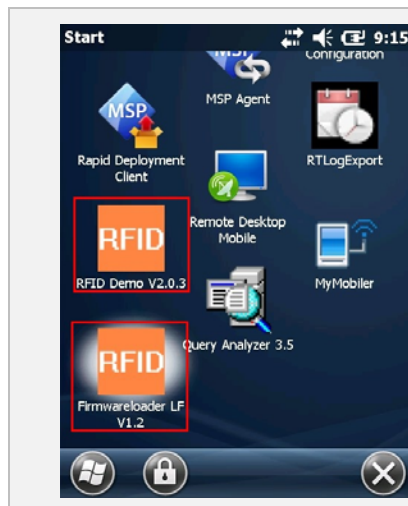 Start
9:15
Configuration
MSP Agent
MSP
Rapid Deployment
Client
RTLogExport
Remote Desktop
Mobile
RFID
RFID Demo V2.0.3
MyMobiler
Query Analyzer 3.5
RFID
Firmwareloader LF
V1.2